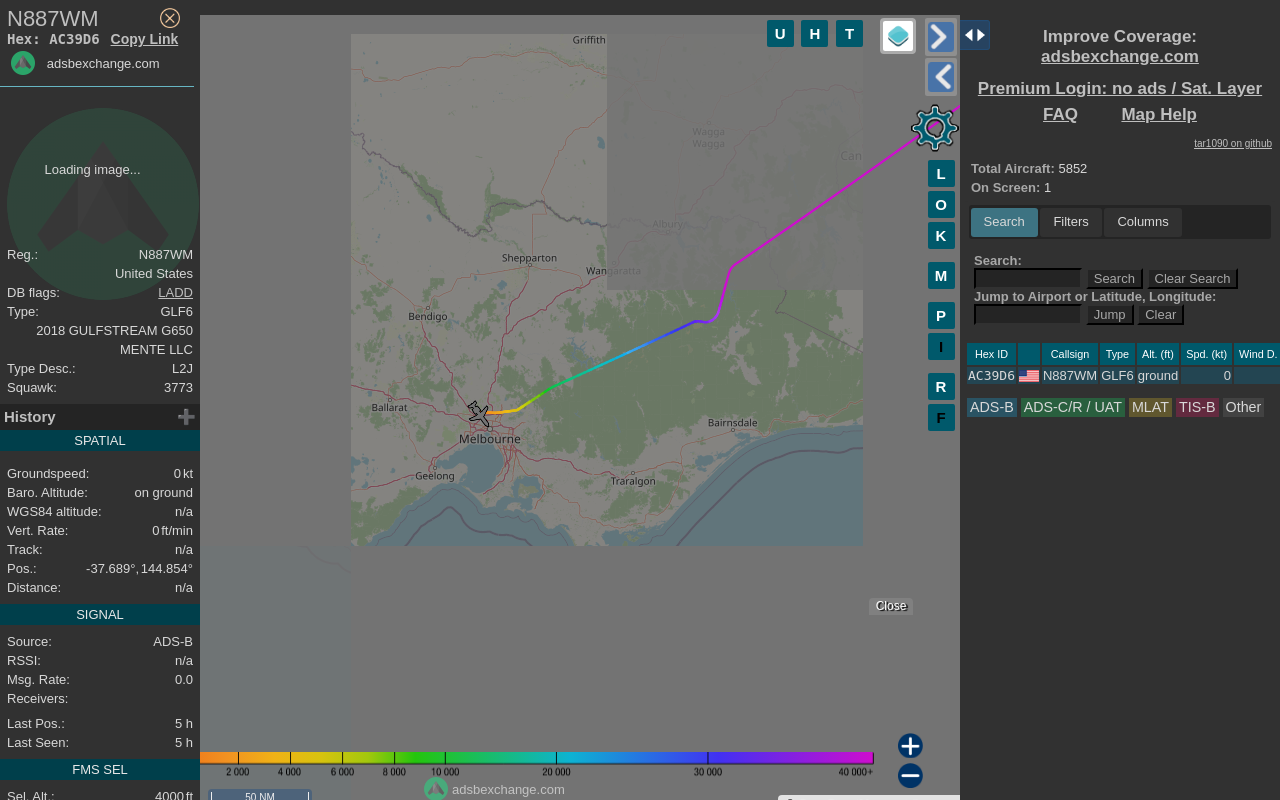 N887WM
Hex: AC39D6 Copy Link
adsbexchange.com
Loading image...
Reg.: N887WM
United States
DB flags: LADD
Type: GLF6
2018 GULFSTREAM G650
MENTE LLC
Type Desc.: L2J
Squawk: 3773
History
SPATIAL
Groundspeed: 0 kt
Baro. Altitude: on ground
WGS84 altitude: n/a
Vert. Rate: 0 ft/min
Track: n/a
Pos.: -37.689°, 144.854°
Distance: n/a
SIGNAL
Source: ADS-B
RSSI: n/a
Msg. Rate: 0.0
Receivers:
Last Pos.: 5 h
Last Seen: 5 h
FMS SEL
Sel. Alt.: 4000 ft
Griffith
Wagga
Wagga
Can
Albury
Shepparton
Wangaratta
Bendigo
Ballarat
Melbourne
Bairnsdale
Geelong
Traralgon
U H T
L
O
K
M
P
I
R
F
Close
2 000 4 000 6 000 8 000 10 000 20 000 30 000 40 000+
adsbexchange.com
50 NM
Improve Coverage:
adsbexchange.com
Premium Login: no ads / Sat. Layer
FAQ Map Help
tar1090 on github
Total Aircraft: 5852
On Screen: 1
Search Filters Columns
Search:
Search Clear Search
Jump to Airport or Latitude, Longitude:
Jump Clear
Hex ID Callsign Type Alt. (ft) Spd. (kt) Wind D.
AC39D6 N887WM GLF6 ground 0
ADS-B ADS-C/R / UAT MLAT TIS-B Other